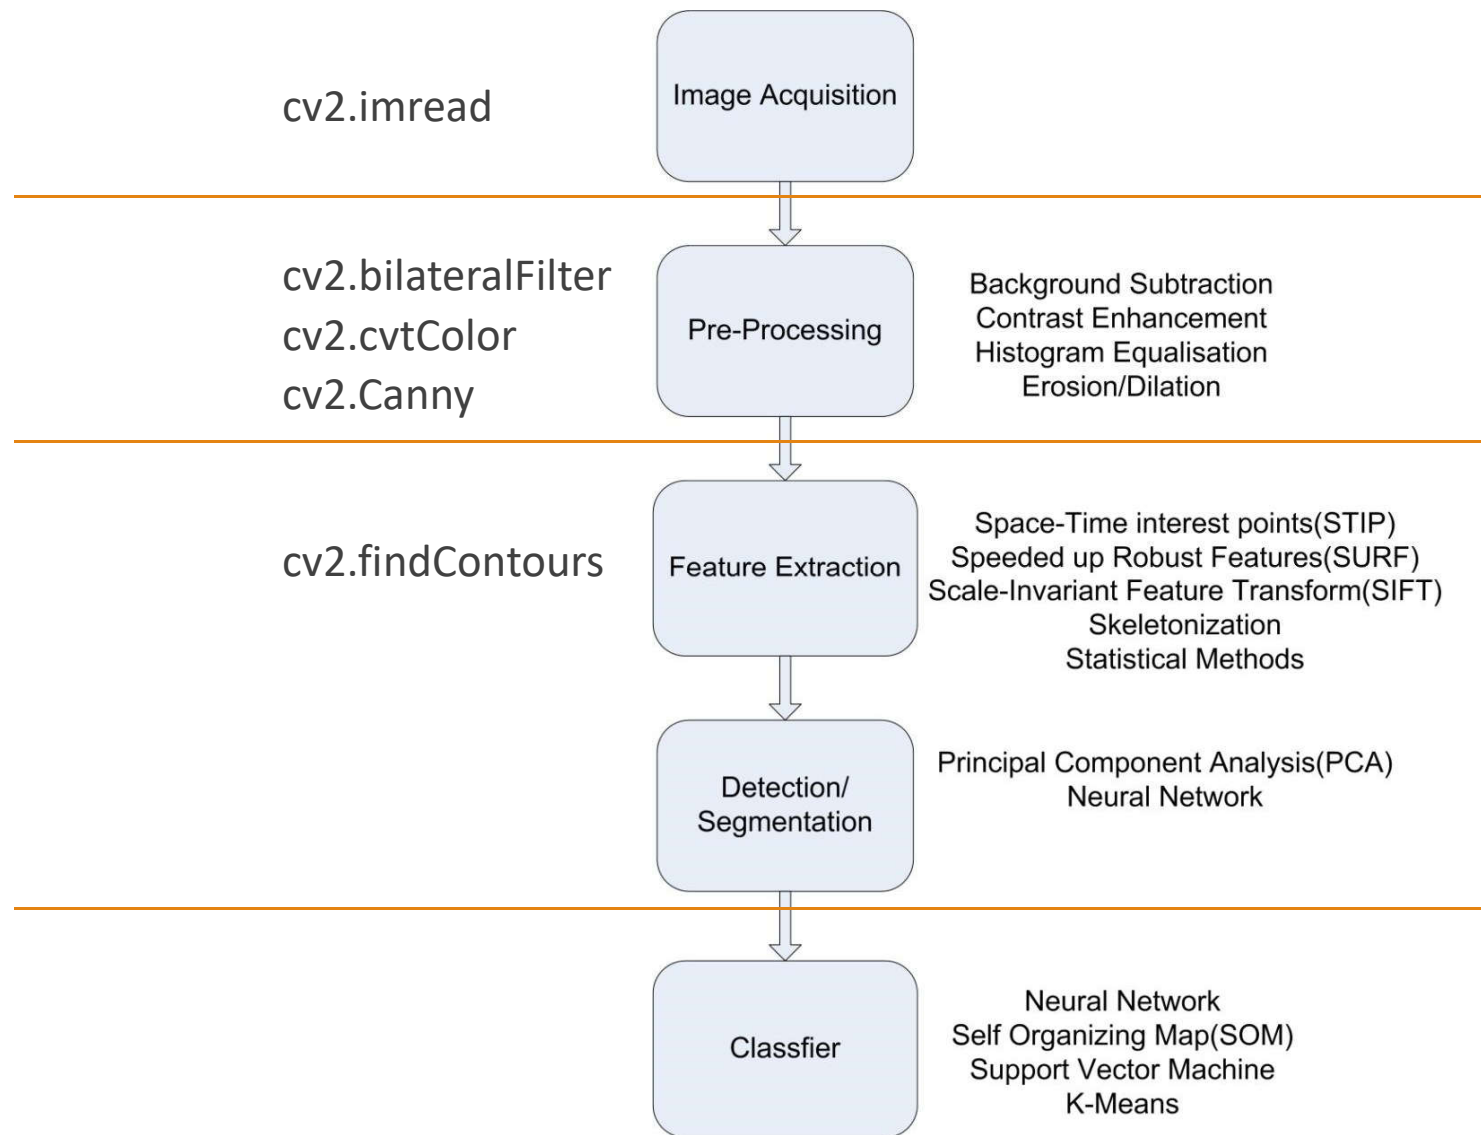 cv2.imread
Image Acquisition
cv2.bilateralFilter
cv2.cvtColor
cv2.Canny
Pre-Processing
Background Subtraction
Contrast Enhancement
Histogram Equalisation
Erosion/Dilation
cv2.findContours
Feature Extraction
Space-Time interest points(STIP)
Speeded up Robust Features(SURF)
Scale-Invariant Feature Transform(SIFT)
Skeletonization
Statistical Methods
Detection/
Segmentation
Principal Component Analysis(PCA)
Neural Network
Classfier
Neural Network
Self Organizing Map(SOM)
Support Vector Machine
K-Means